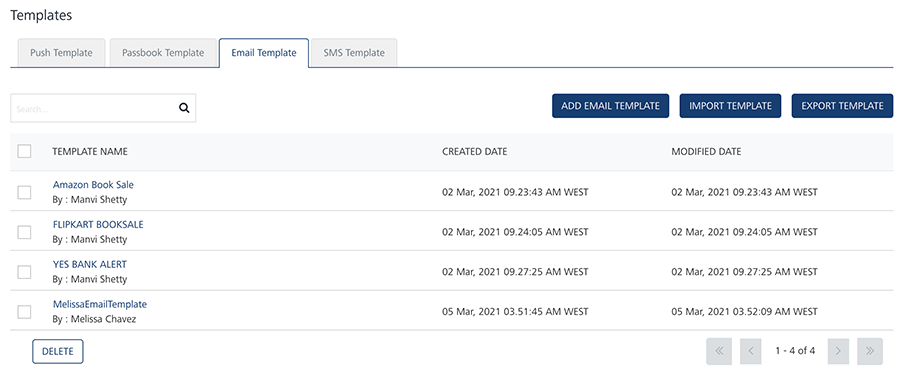 Templates
Push Template Passbook Template Email Template SMS Template
Search... ADD EMAIL TEMPLATE IMPORT TEMPLATE EXPORT TEMPLATE
TEMPLATE NAME CREATED DATE MODIFIED DATE
Amazon Book Sale
By : Manvi Shetty 02 Mar, 2021 09.23:43 AM WEST 02 Mar, 2021 09.23:43 AM WEST
FLIPKART BOOKSALE
By : Manvi Shetty 02 Mar, 2021 09.24:05 AM WEST 02 Mar, 2021 09.24:05 AM WEST
YES BANK ALERT
By : Manvi Shetty 02 Mar, 2021 09.27:25 AM WEST 02 Mar, 2021 09.27:25 AM WEST
MelissaEmailTemplate
By : Melissa Chavez 05 Mar, 2021 03.51:45 AM WEST 05 Mar, 2021 03.52:09 AM WEST
DELETE 1 - 4 of 4